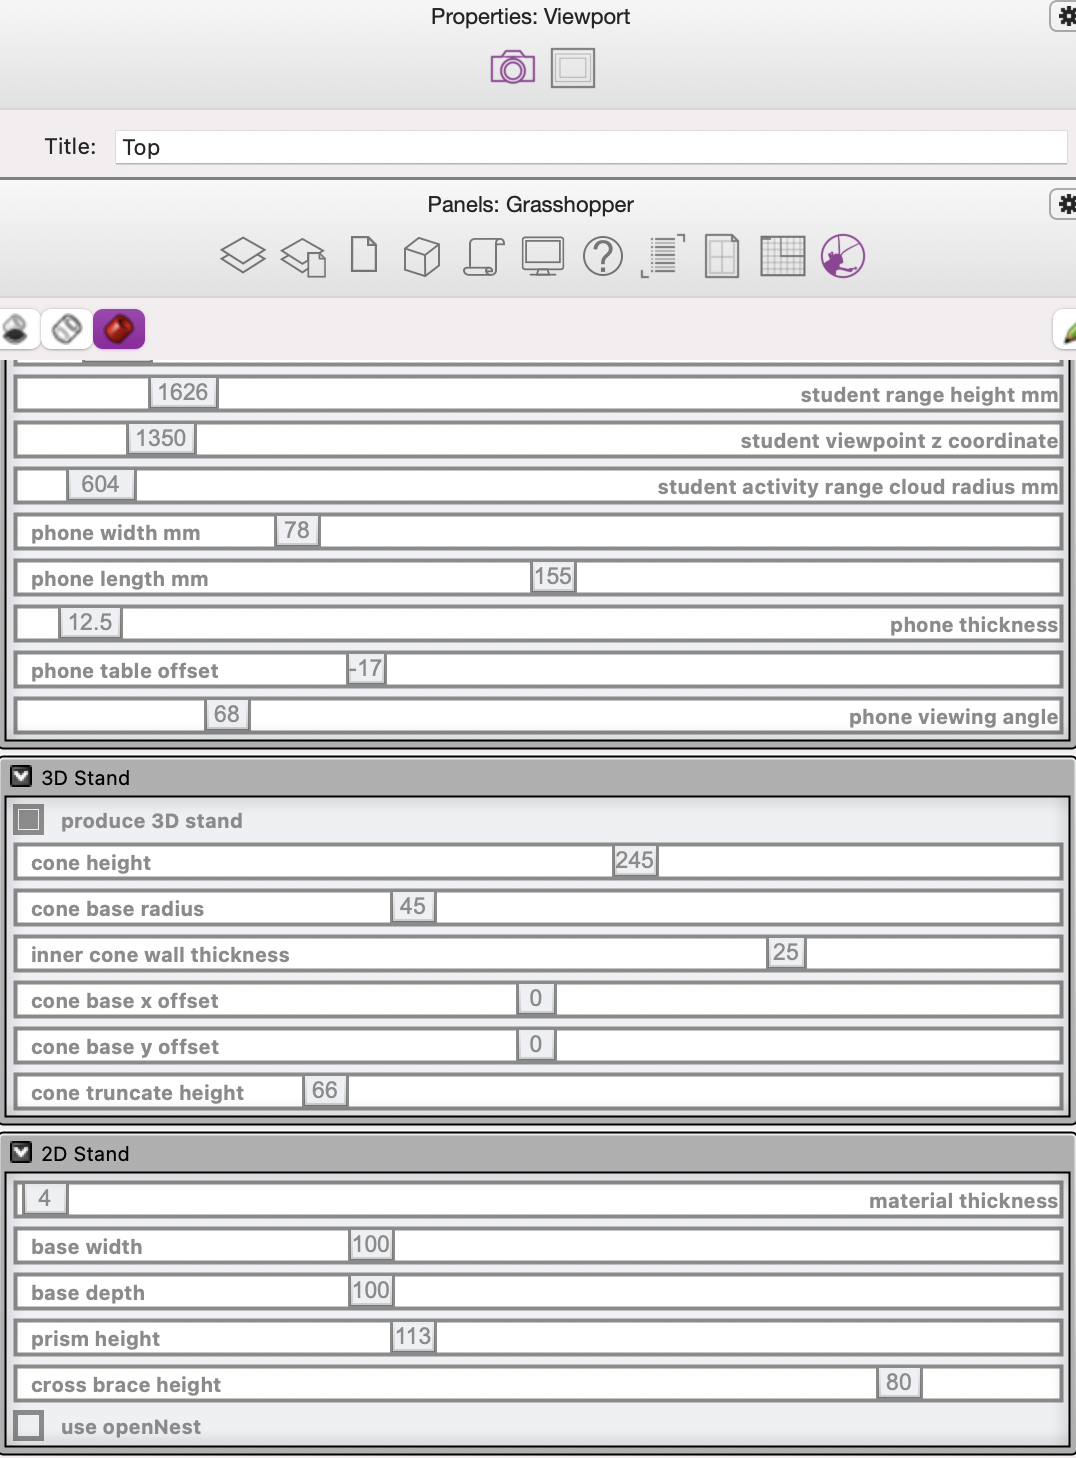 Properties: Viewport
Title: Top
Panels: Grasshopper
1626 student range height mm
1350 student viewpoint z coordinate
604 student activity range cloud radius mm
phone width mm 78
phone length mm 155
12.5 phone thickness
phone table offset -17
68 phone viewing angle
3D Stand
produce 3D stand
cone height 245
cone base radius 45
inner cone wall thickness 25
cone base x offset 0
cone base y offset 0
cone truncate height 66
2D Stand
4 material thickness
base width 100
base depth 100
prism height 113
cross brace height 80
use openNest